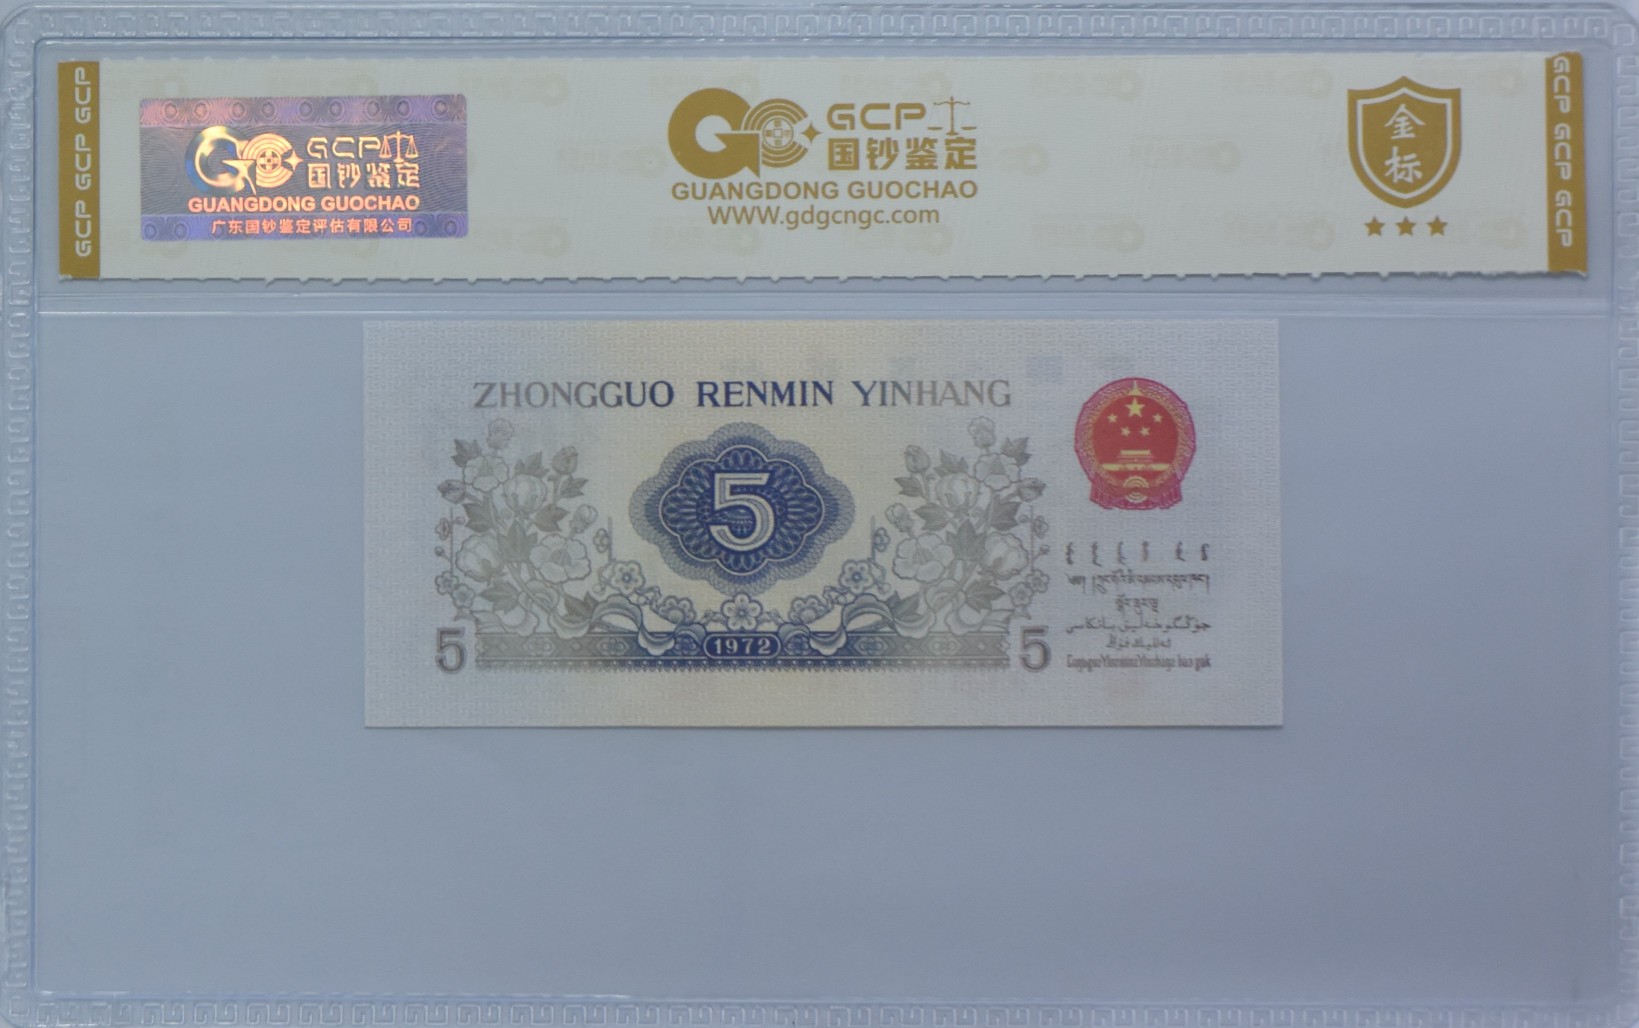 GCP GCP GCP
GCP
国钞鉴定
GUANGDONG GUOCHAO
广东国钞鉴定评估有限公司
GCP
国钞鉴定
GUANGDONG GUOCHAO
WWW.gdgcngc.com
金
标
GCP GCP GCP
ZHONGGUO RENMIN YINHANG
5
5
1972
5